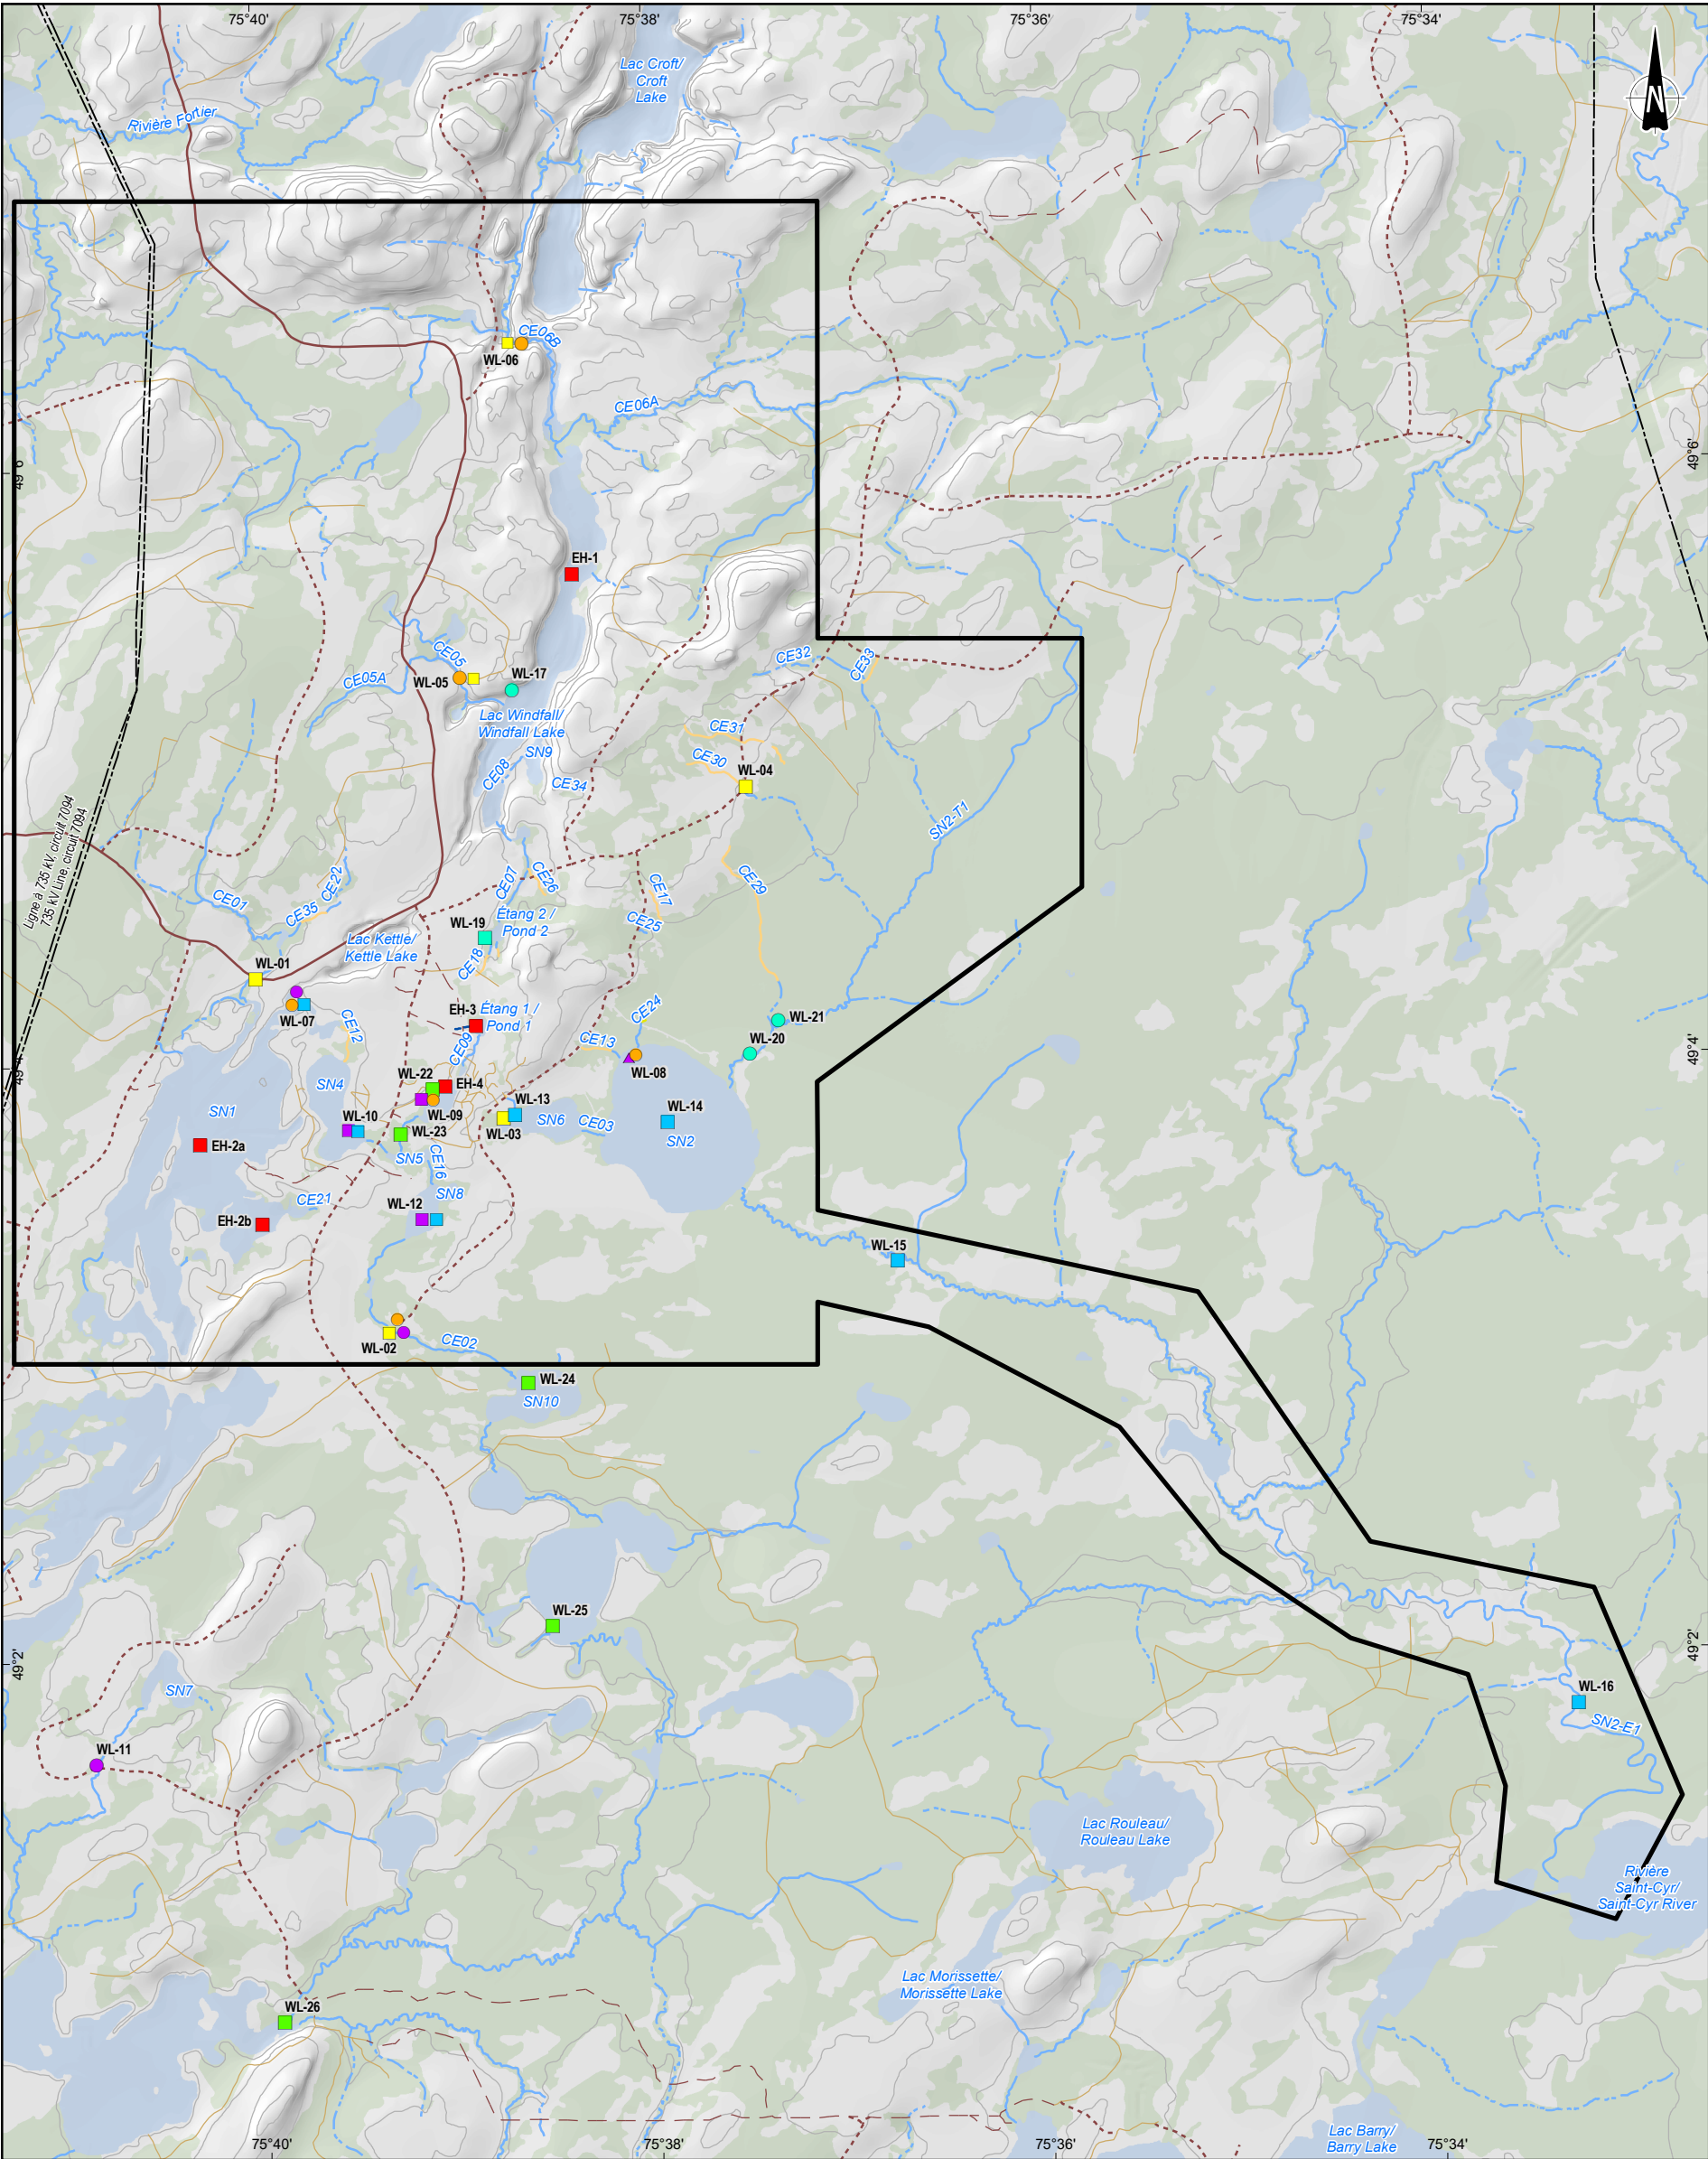 75°40'
75°38'
75°36'
75°34'
Lac Croft/
Croft
Lake
N
Rivière Fortier
CE06B
WL-06
CE06A
49°6'
49°6'
EH-1
CE32
CE33
CE05
WL-05
WL-17
CE05A
Lac Windfall/
Windfall Lake
CE31
SN9
CE30
WL-04
CE08
CE34
SN2-T1
Ligne à 735 kV, circuit 7094
735 kV Line, circuit 7094
CE01
CE35
CE22
CE07
CE26
CE17
CE29
Étang 2 /
Pond 2
CE25
WL-19
Lac Kettle/
Kettle Lake
CE18
WL-01
WL-07
CE12
EH-3
Étang 1 /
Pond 1
CE24
WL-21
CE09
CE13
WL-20
49°4'
49°4'
WL-08
SN4
WL-22
EH-4
SN1
WL-10
WL-09
WL-13
WL-14
WL-03
SN6
CE03
WL-23
SN2
EH-2a
SN5
CE16
CE21
SN8
WL-12
EH-2b
WL-15
WL-02
CE02
WL-24
SN10
WL-25
49°2'
49°2'
SN7
WL-16
SN2-E1
WL-11
Lac Rouleau/
Rouleau Lake
Rivière
Saint-Cyr/
Saint-Cyr River
Lac Morissette/
Morissette Lake
WL-26
Lac Barry/
Barry Lake
75°40'
75°38'
75°36'
75°34'